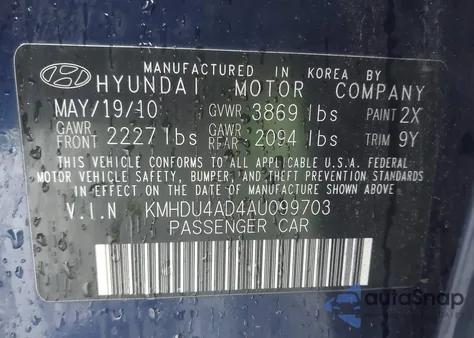 MANUFACTURED IN KOREA BY
HYUNDAI MOTOR COMPANY
MAY/19/10 GVWR 3869 lbs PAINT 2X
GAWR FRONT 2227 lbs GAWR REAR 2094 lbs TRIM 9Y
THIS VEHICLE CONFORMS TO ALL APPLICABLE U.S.A. FEDERAL
MOTOR VEHICLE SAFETY, AND THEFT PREVENTION STANDARDS
IN EFFECT ON THE DATE OF MANUFACTURE SHOWN ABOVE.
V.I.N KMHDU4AD4AU099703
PASSENGER CAR
autoSnap